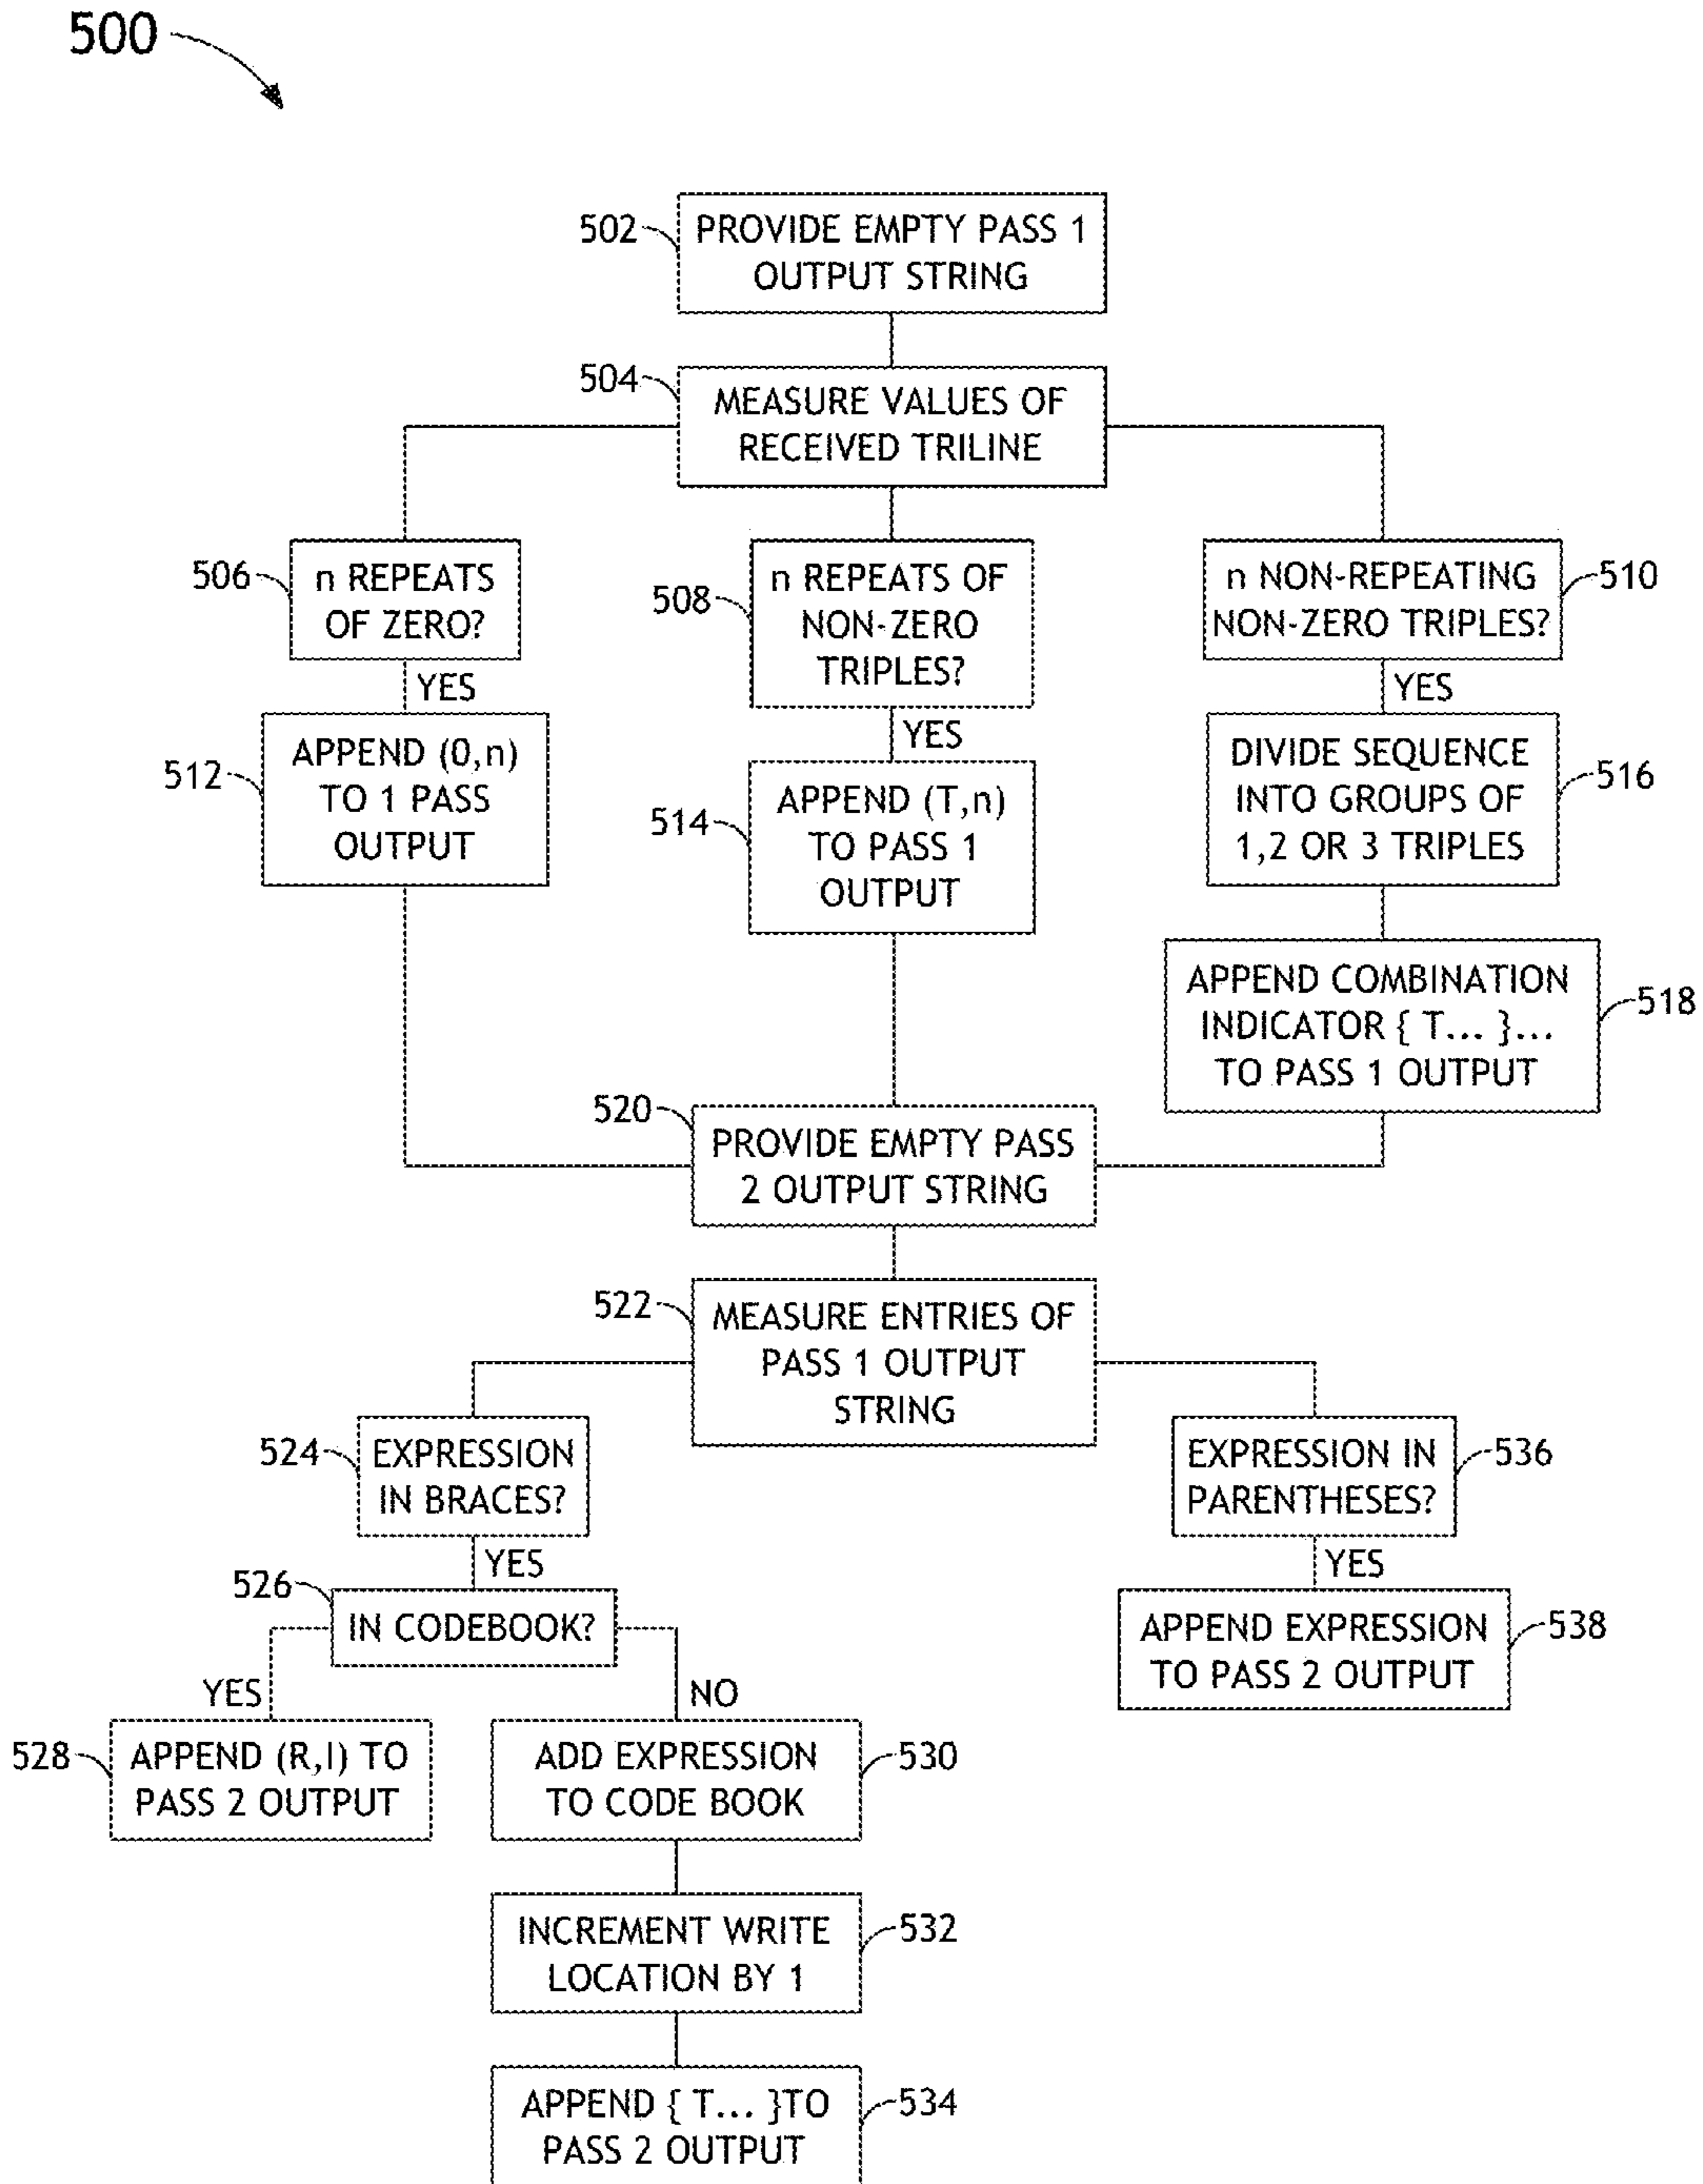 500
502
PROVIDE EMPTY PASS 1
OUTPUT STRING
504
MEASURE VALUES OF
RECEIVED TRILINE
506
n REPEATS
OF ZERO?
508
n REPEATS OF
NON-ZERO
TRIPLES?
n NON-REPEATING
NON-ZERO TRIPLES?
510
YES
YES
YES
512
APPEND (0,n)
TO 1 PASS
OUTPUT
514
APPEND (T,n)
TO PASS 1
OUTPUT
DIVIDE SEQUENCE
INTO GROUPS OF
1,2 OR 3 TRIPLES
516
APPEND COMBINATION
INDICATOR { T... }...
TO PASS 1 OUTPUT
518
520
PROVIDE EMPTY PASS
2 OUTPUT STRING
522
MEASURE ENTRIES OF
PASS 1 OUTPUT
STRING
524
EXPRESSION
IN BRACES?
EXPRESSION IN
PARENTHESES?
536
YES
YES
526
IN CODEBOOK?
APPEND EXPRESSION
TO PASS 2 OUTPUT
538
YES
NO
528
APPEND (R,I) TO
PASS 2 OUTPUT
ADD EXPRESSION
TO CODE BOOK
530
INCREMENT WRITE
LOCATION BY 1
532
APPEND { T... }TO
PASS 2 OUTPUT
534